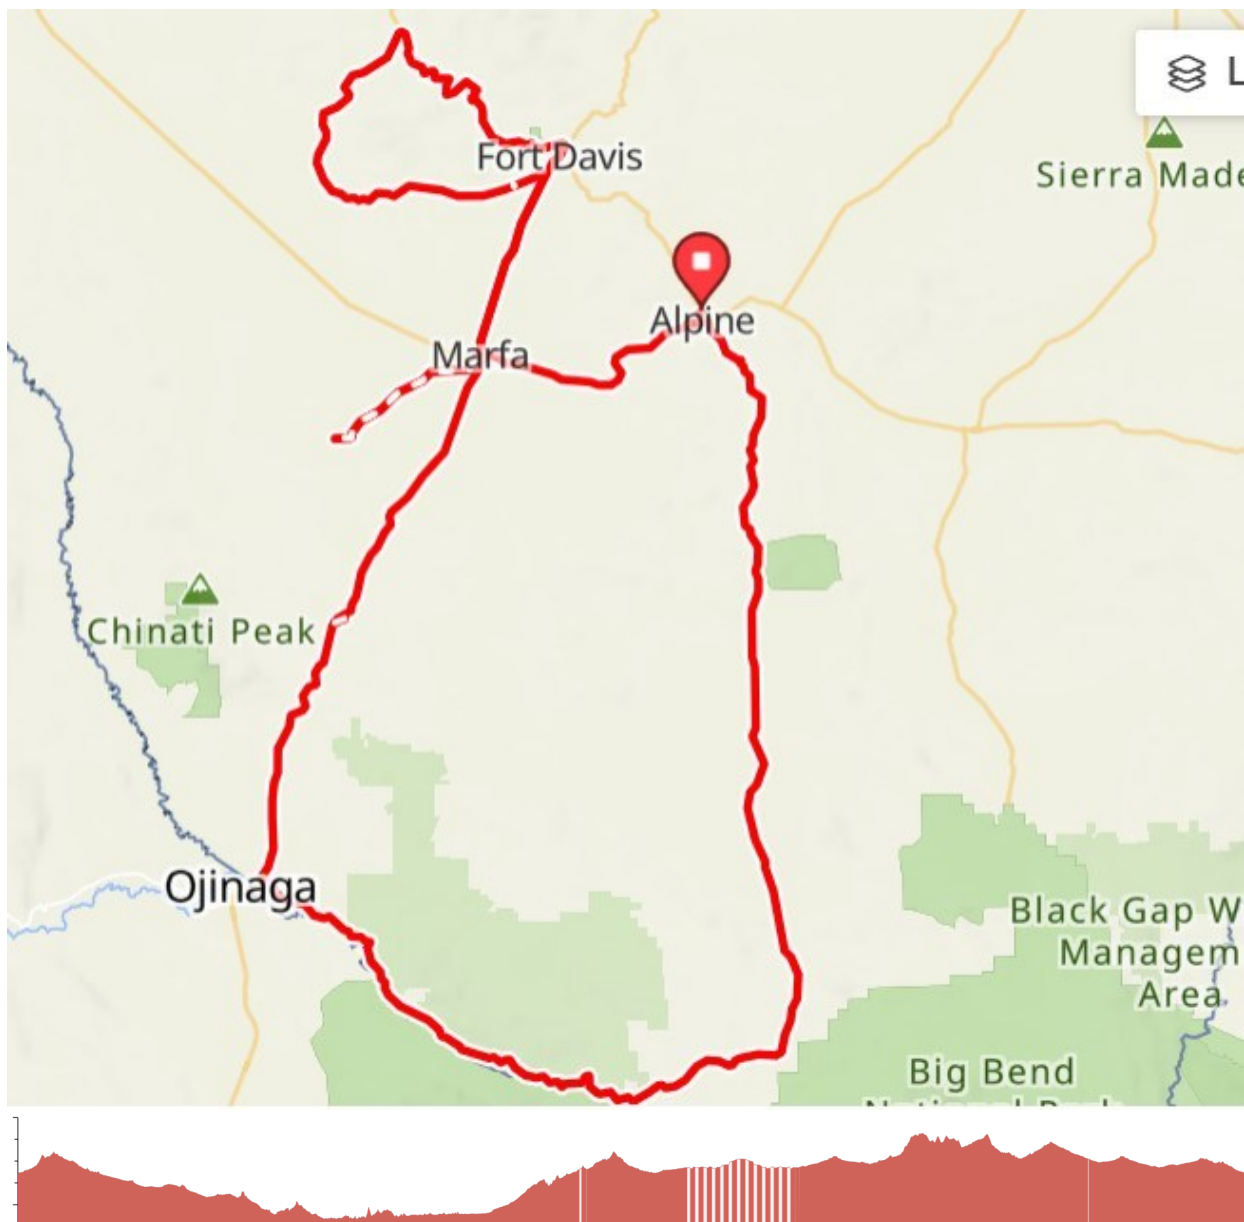 L
Sierra Made
Fort Davis
Alpine
Marfa
Chinati Peak
Ojinaga
Black Gap W
Managem
Area
Big Bend